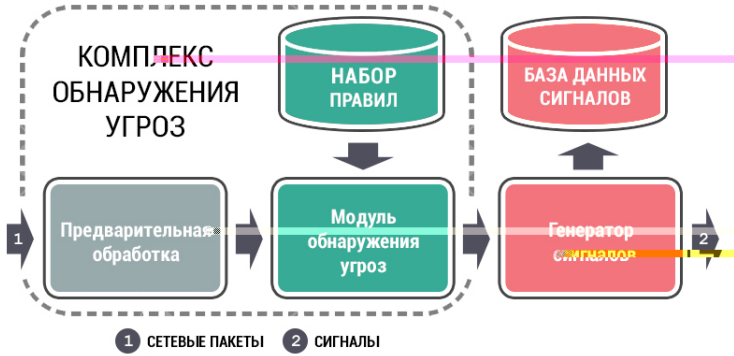 КОМПЛЕКС
ОБНАРУЖЕНИЯ
УГРОЗ
НАБОР
ПРАВИЛ
БАЗА ДАННЫХ
СИГНАЛОВ
1
Предварительная
обработка
Модуль
обнаружения
угроз
Генератор
сигналов
2
1 СЕТЕВЫЕ ПАКЕТЫ 2 СИГНАЛЫ